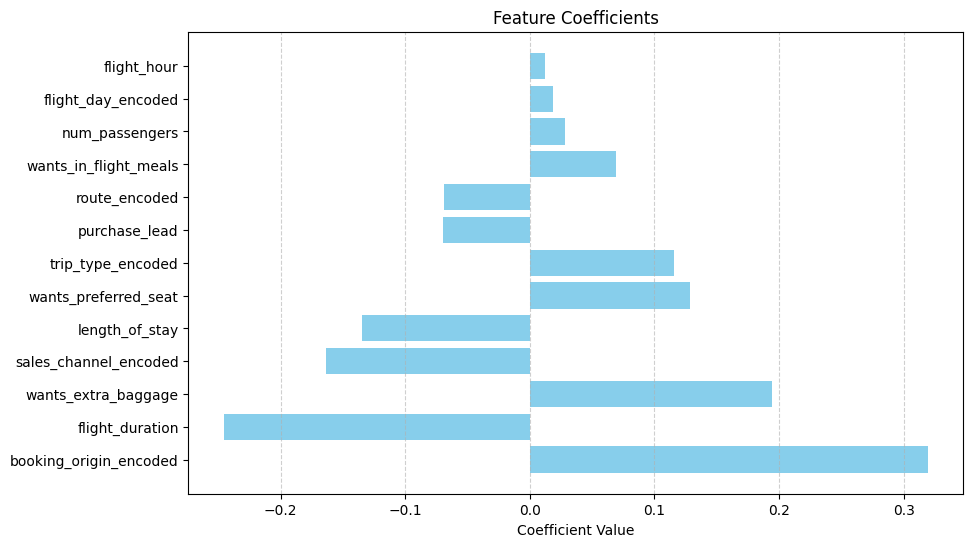 Feature Coefficients
flight_hour
flight_day_encoded
num_passengers
wants_in_flight_meals
route_encoded
purchase_lead
trip_type_encoded
wants_preferred_seat
length_of_stay
sales_channel_encoded
wants_extra_baggage
flight_duration
booking_origin_encoded
−0.2 −0.1 0.0 0.1 0.2 0.3
Coefficient Value